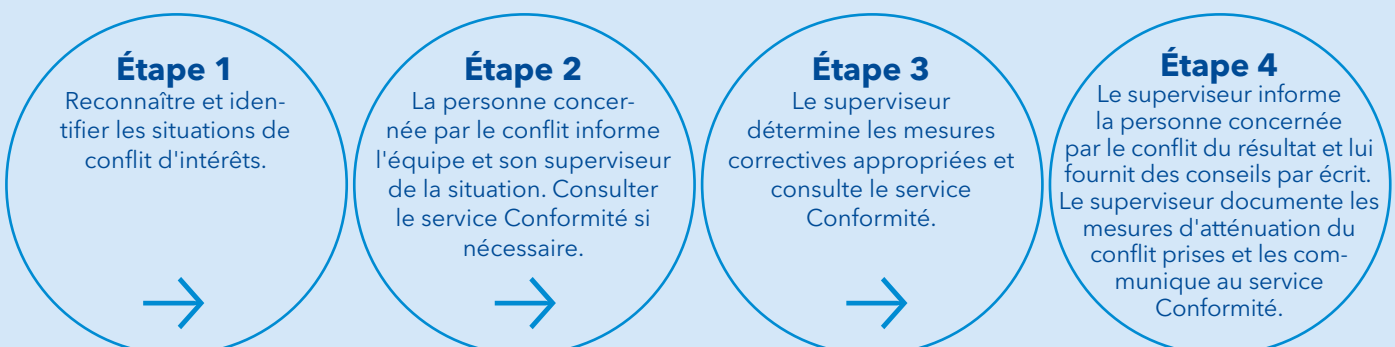 Étape 1
Reconnaître et iden-
tifier les situations de
conflit d'intérêts.
Étape 2
La personne concer-
née par le conflit informe
l'équipe et son superviseur
de la situation. Consulter
le service Conformité si
nécessaire.
Étape 3
Le superviseur
détermine les mesures
correctives appropriées et
consulte le service
Conformité.
Étape 4
Le superviseur informe
la personne concernée
par le conflit du résultat et lui
fournit des conseils par écrit.
Le superviseur documente les
mesures d'atténuation du
conflit prises et les com-
munique au service
Conformité.